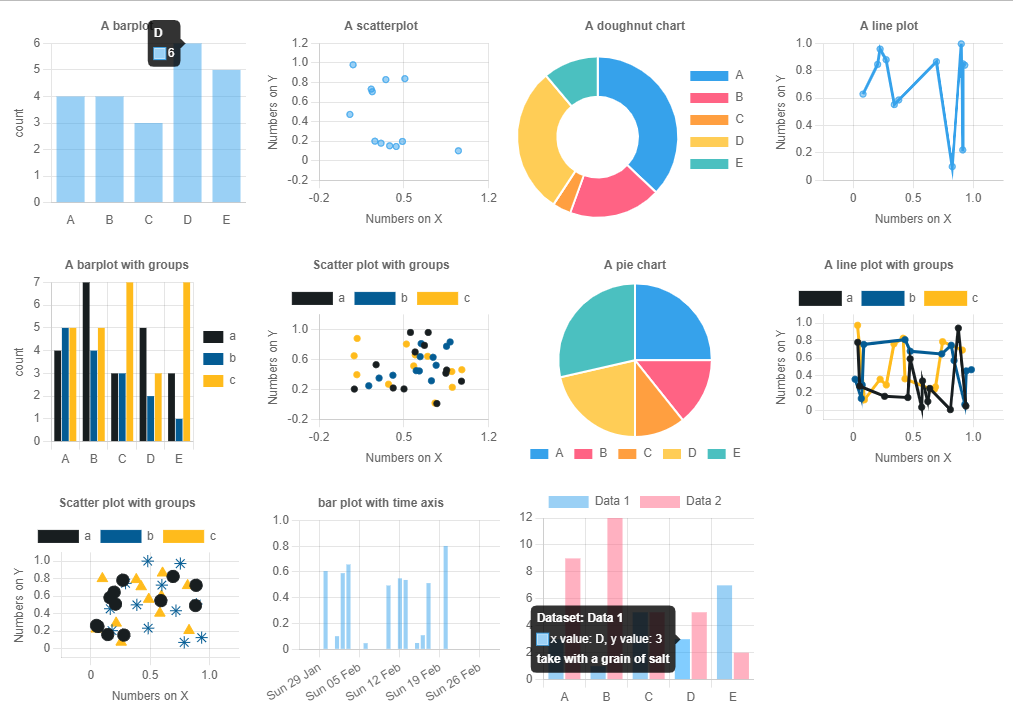 A barplot
D
6
count
6
5
4
3
2
1
0
A B C D E
A scatterplot
Numbers on Y
1.2
1.0
0.8
0.6
0.4
0.2
0
-0.2
-0.2 0.5 1.2
Numbers on X
A doughnut chart
A
B
C
D
E
A line plot
Numbers on Y
1.0
0.8
0.6
0.4
0.2
0
0 0.5 1.0
Numbers on X
A barplot with groups
count
7
6
5
4
3
2
1
0
A B C D E
a
b
c
Scatter plot with groups
a b c
Numbers on Y
1.0
0.6
0.2
-0.2
-0.2 0.5 1.2
Numbers on X
A pie chart
A B C D E
A line plot with groups
a b c
Numbers on Y
1.0
0.8
0.6
0.4
0.2
0
0 0.5 1.0
Numbers on X
Scatter plot with groups
a b c
Numbers on Y
1.0
0.8
0.6
0.4
0.2
0
0 0.5 1.0
Numbers on X
bar plot with time axis
1.0
0.8
0.6
0.4
0.2
0
Sun 29 Jan
Sun 05 Feb
Sun 12 Feb
Sun 19 Feb
Sun 26 Feb
Data 1 Data 2
12
10
8
6
4
2
0
Dataset: Data 1
x value: D, y value: 3
take with a grain of salt
A B C D E